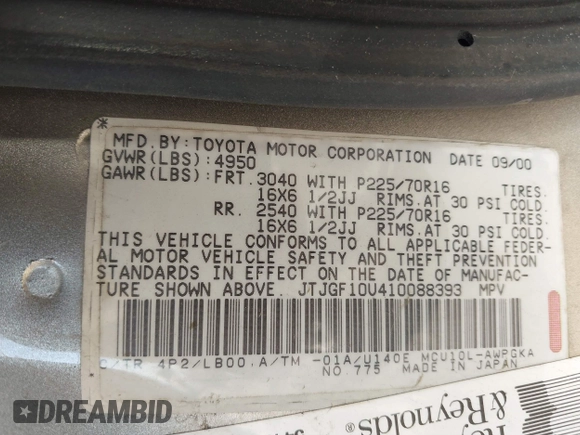 MFD. BY: TOYOTA MOTOR CORPORATION DATE 09/00
GVWR(LBS): 4950
GAWR(LBS): FRT. 3040 WITH P225/70R16 TIRES.
16X6 1/2JJ RIMS. AT 30 PSI COLD.
RR. 2540 WITH P225/70R16 TIRES.
16X6 1/2JJ RIMS. AT 30 PSI COLD.
THIS VEHICLE CONFORMS TO ALL APPLICABLE FEDER-
AL MOTOR VEHICLE SAFETY AND THEFT PREVENTION
STANDARDS IN EFFECT ON THE DATE OF MANUFAC-
TURE SHOWN ABOVE. JTJGF10U410088393 MPV
C/TR 4P2/LB00. A/TM -01A/U140E MCU10L-AWPGKA
NO 775 MADE IN JAPAN
& Reynolds®
DREAMBID